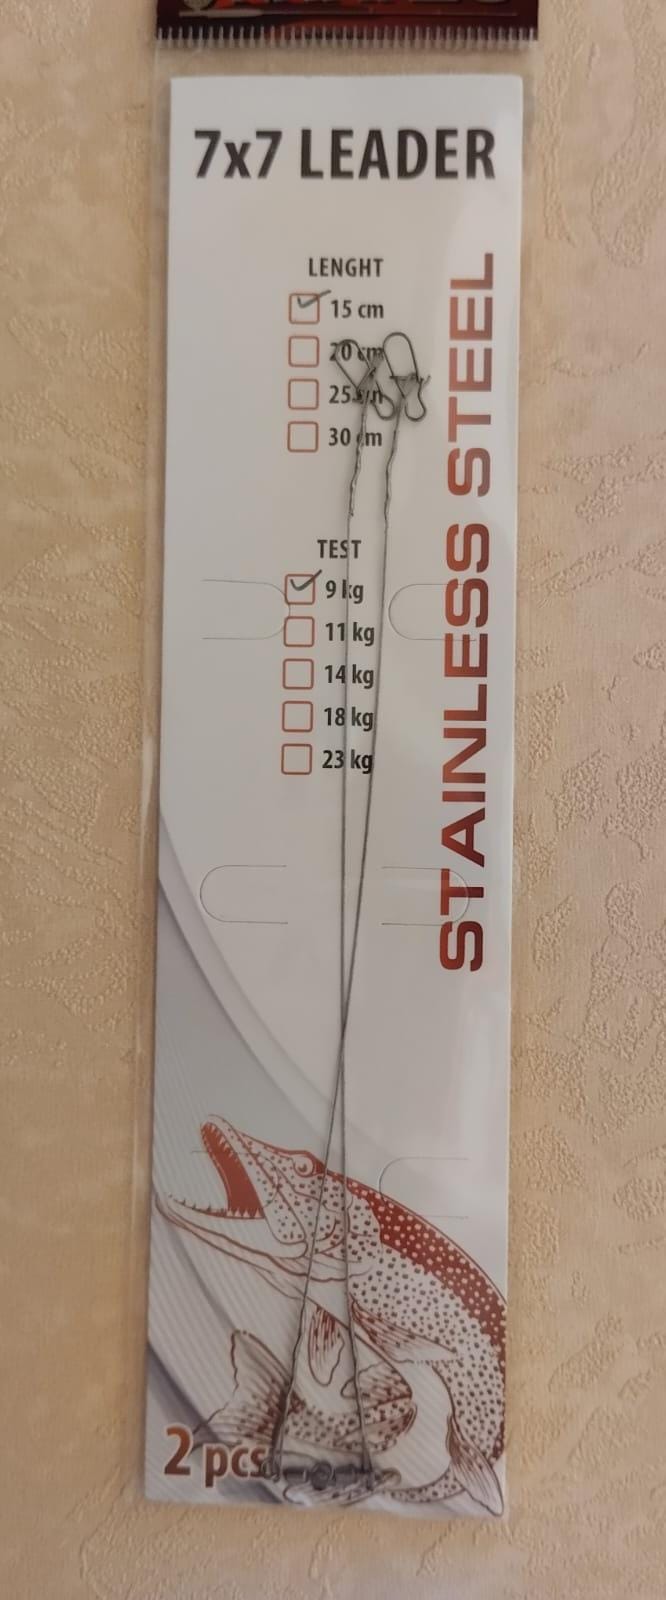 7x7 LEADER
LENGHT
15 cm
20 cm
25 cm
30 cm
TEST
9 kg
11 kg
14 kg
18 kg
23 kg
STAINLESS STEEL
2 pcs